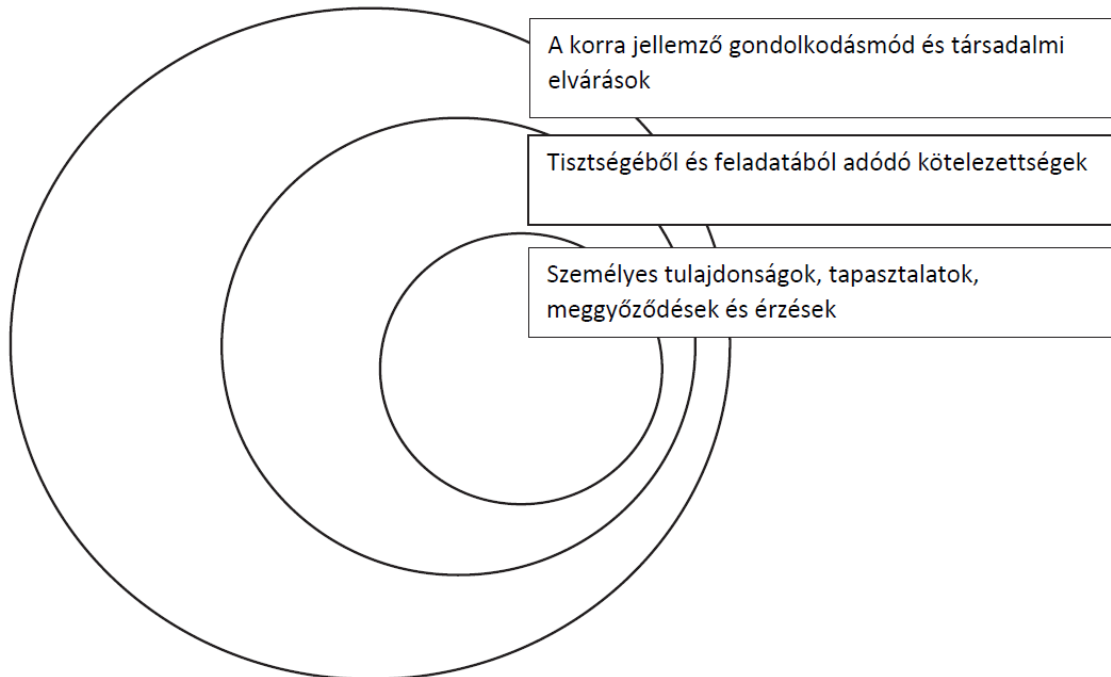 A korra jellemző gondolkodásmód és társadalmi
elvárások
Tisztségéből és feladatából adódó kötelezettségek
Személyes tulajdonságok, tapasztalatok,
meggyőződések és érzések